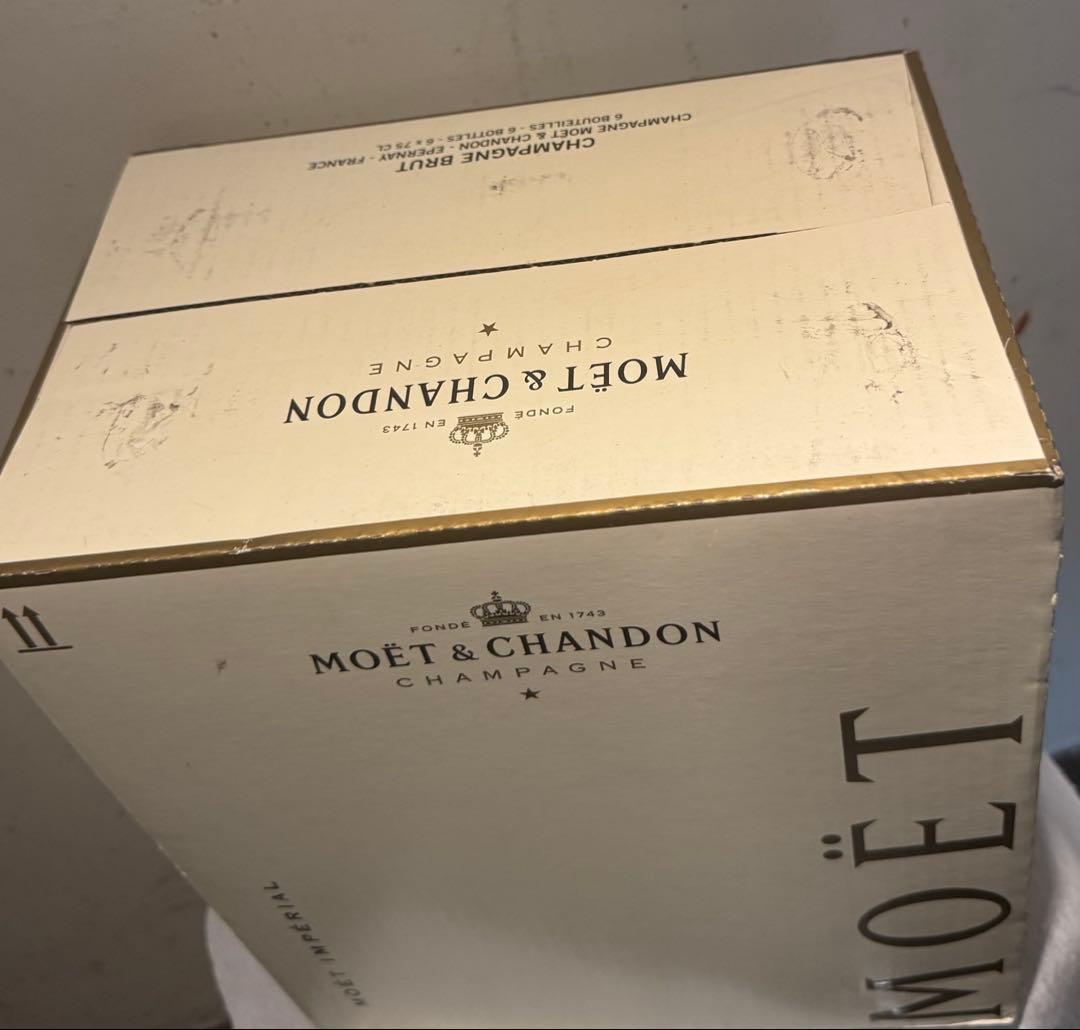 CHAMPAGNE BRUT
CHAMPAGNE MOËT & CHANDON - EPERNAY - FRANCE
6 BOUTEILLES - 6 BOTTLES - 6 x 75 CL
FONDÉ EN 1743
MOËT & CHANDON
CHAMPAGNE
FONDÉ EN 1743
MOËT & CHANDON
CHAMPAGNE
MOËT IMPÉRIAL
MOËT